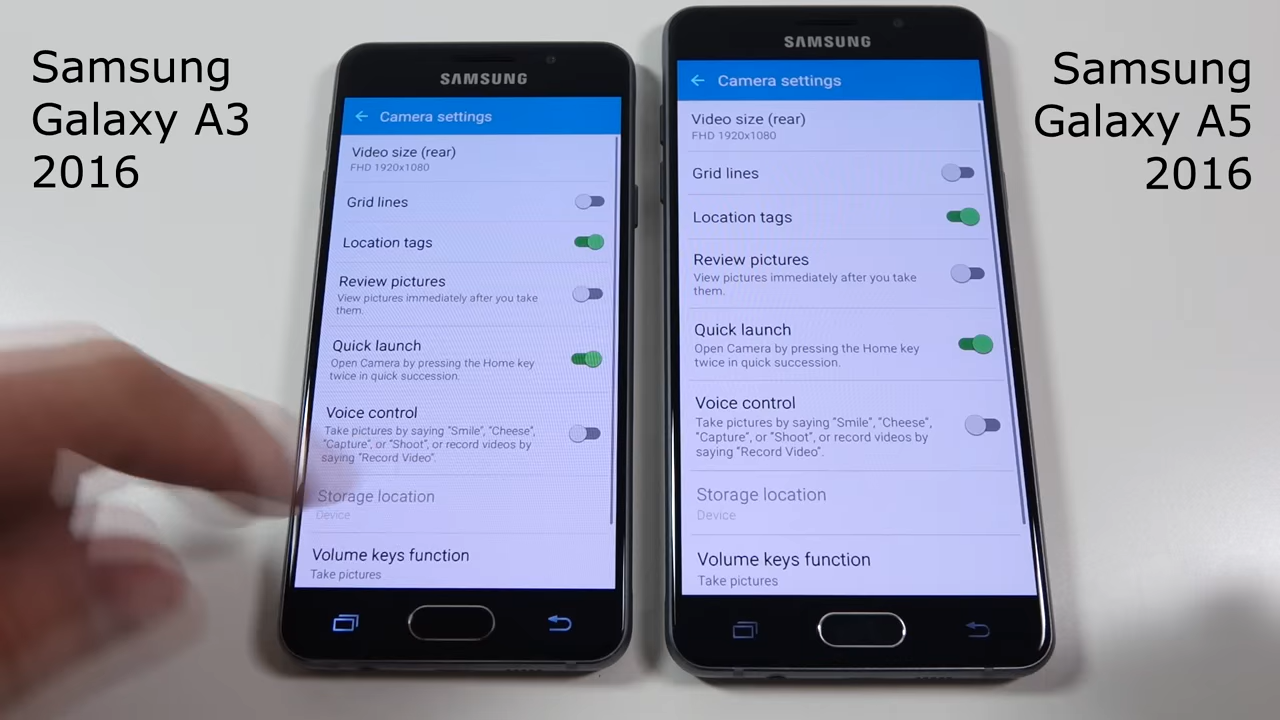 Samsung
Galaxy A3
2016
SAMSUNG
Camera settings
Video size (rear)
FHD 1920x1080
Grid lines
Location tags
Review pictures
View pictures immediately after you take
them.
Quick launch
Open Camera by pressing the Home key
twice in quick succession.
Voice control
Take pictures by saying “Smile”, “Cheese”,
“Capture”, or “Shoot”, or record videos by
saying “Record Video”.
Storage location
Device
Volume keys function
Take pictures
SAMSUNG
Camera settings
Video size (rear)
FHD 1920x1080
Grid lines
Location tags
Review pictures
View pictures immediately after you take
them.
Quick launch
Open Camera by pressing the Home key
twice in quick succession.
Voice control
Take pictures by saying “Smile”, “Cheese”,
“Capture”, or “Shoot”, or record videos by
saying “Record Video”.
Storage location
Device
Volume keys function
Take pictures
Samsung
Galaxy A5
2016